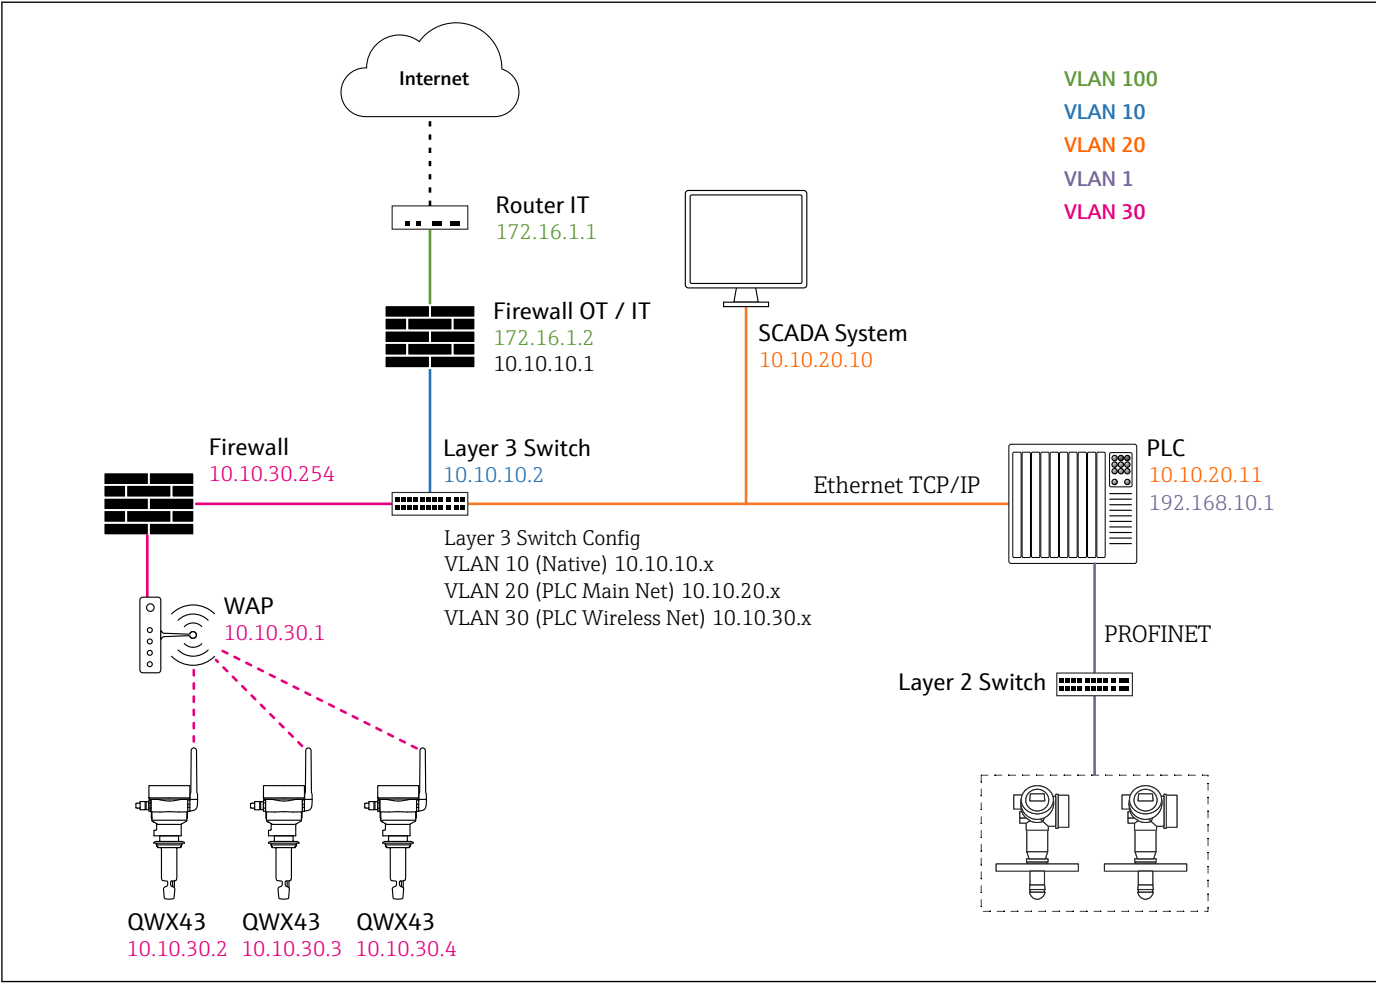 Internet
VLAN 100
VLAN 10
VLAN 20
VLAN 1
VLAN 30
Router IT
172.16.1.1
Firewall OT / IT
172.16.1.2
10.10.10.1
SCADA System
10.10.20.10
Firewall
10.10.30.254
Layer 3 Switch
10.10.10.2
Ethernet TCP/IP
PLC
10.10.20.11
192.168.10.1
Layer 3 Switch Config
VLAN 10 (Native) 10.10.10.x
VLAN 20 (PLC Main Net) 10.10.20.x
VLAN 30 (PLC Wireless Net) 10.10.30.x
WAP
10.10.30.1
PROFINET
Layer 2 Switch
QWX43
10.10.30.2
QWX43
10.10.30.3
QWX43
10.10.30.4